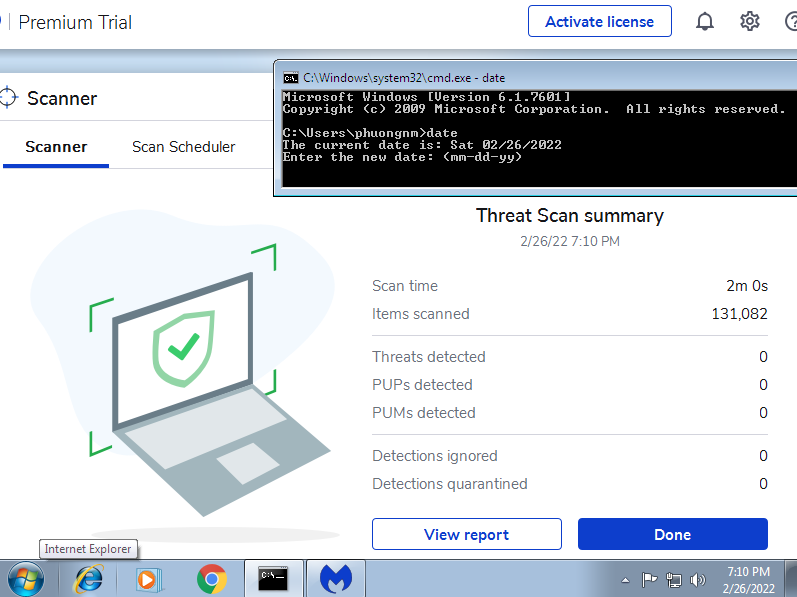 Premium Trial
Activate license
C:\Windows\system32\cmd.exe - date
Microsoft Windows [Version 6.1.7601]
Copyright (c) 2009 Microsoft Corporation.  All rights reserved.
C:\Users\phuongnm>date
The current date is: Sat 02/26/2022
Enter the new date: (mm-dd-yy)
Scanner
Scanner
Scan Scheduler
Threat Scan summary
2/26/22 7:10 PM
Scan time 2m 0s
Items scanned 131,082
Threats detected 0
PUPs detected 0
PUMs detected 0
Detections ignored 0
Detections quarantined 0
View report
Done
Internet Explorer
C:\_
7:10 PM
2/26/2022